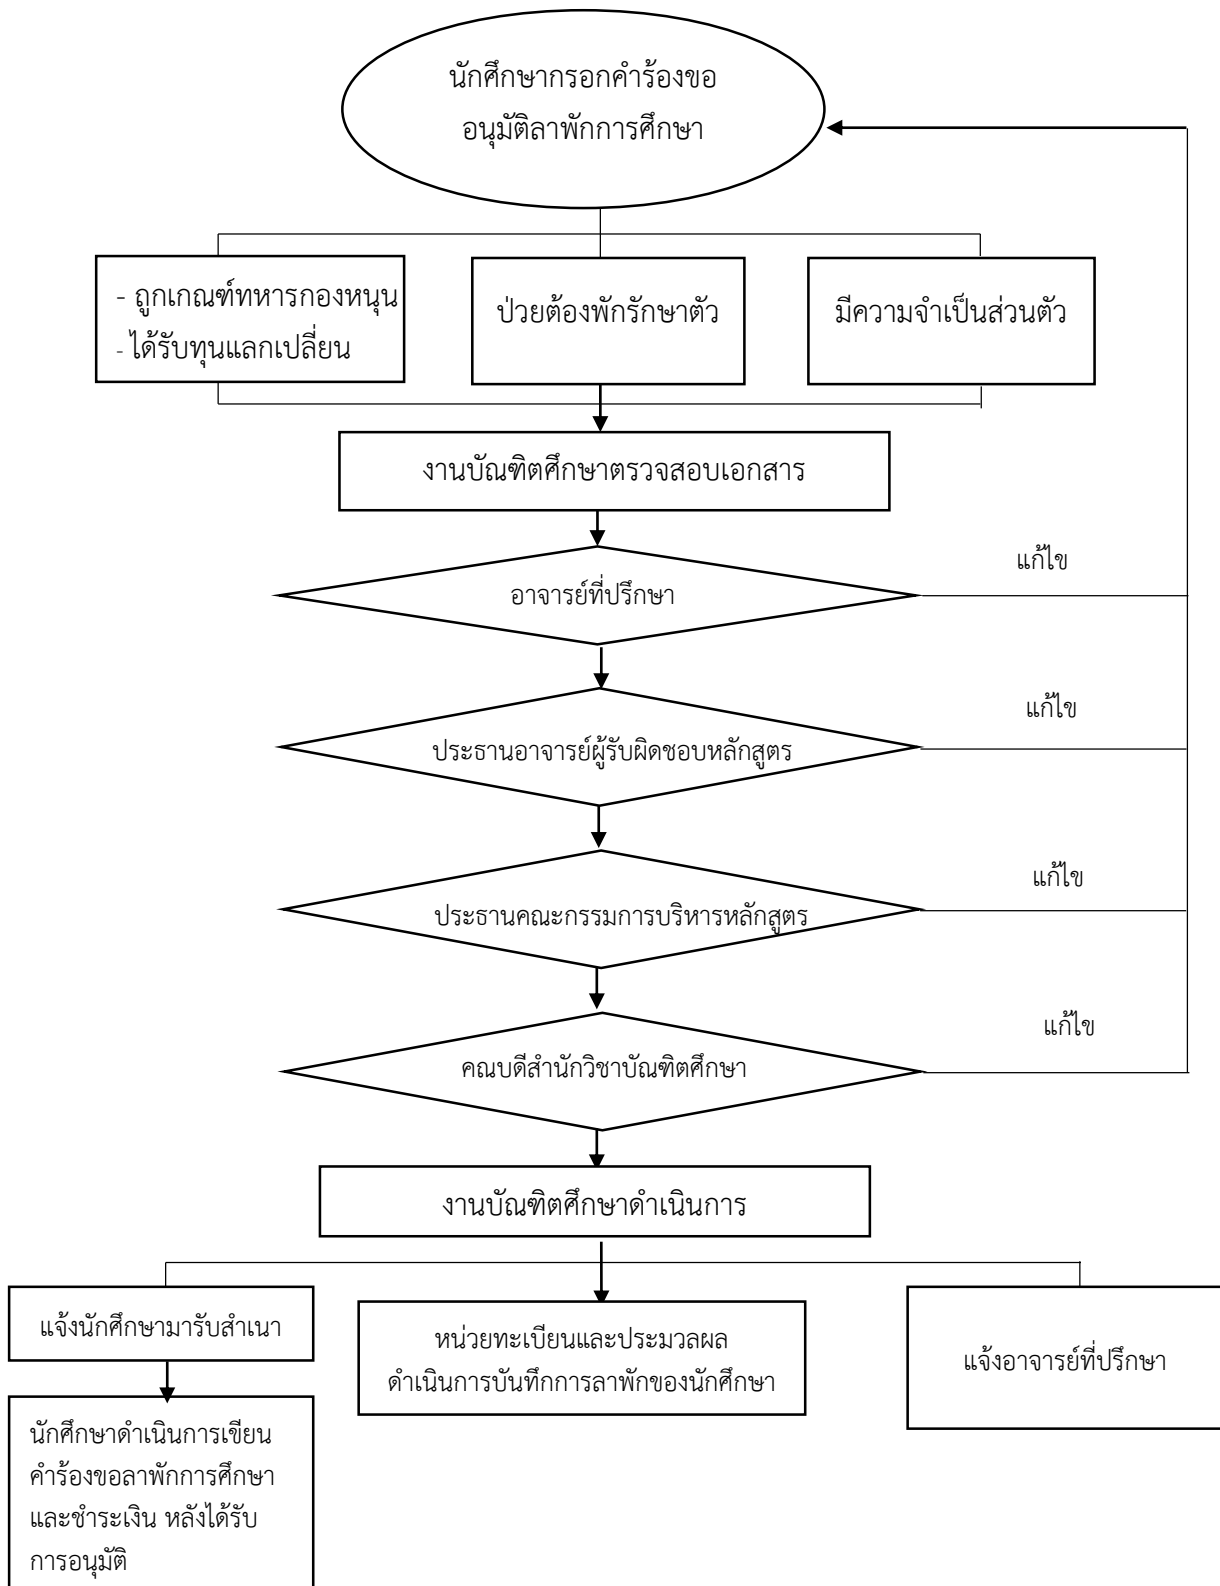 นักศึกษากรอกคำร้องขอ
อนุมัติลาพักการศึกษา
- ถูกเกณฑ์ทหารกองหนุน
- ได้รับทุนแลกเปลี่ยน
ป่วยต้องพักรักษาตัว
มีความจำเป็นส่วนตัว
งานบัณฑิตศึกษาตรวจสอบเอกสาร
แก้ไข
อาจารย์ที่ปรึกษา
แก้ไข
ประธานอาจารย์ผู้รับผิดชอบหลักสูตร
แก้ไข
ประธานคณะกรรมการบริหารหลักสูตร
แก้ไข
คณบดีสำนักวิชาบัณฑิตศึกษา
งานบัณฑิตศึกษาดำเนินการ
แจ้งนักศึกษามารับสำเนา
หน่วยทะเบียนและประมวลผล
ดำเนินการบันทึกการลาพักของนักศึกษา
แจ้งอาจารย์ที่ปรึกษา
นักศึกษาดำเนินการเขียน
คำร้องขอลาพักการศึกษา
และชำระเงิน หลังได้รับ
การอนุมัติ